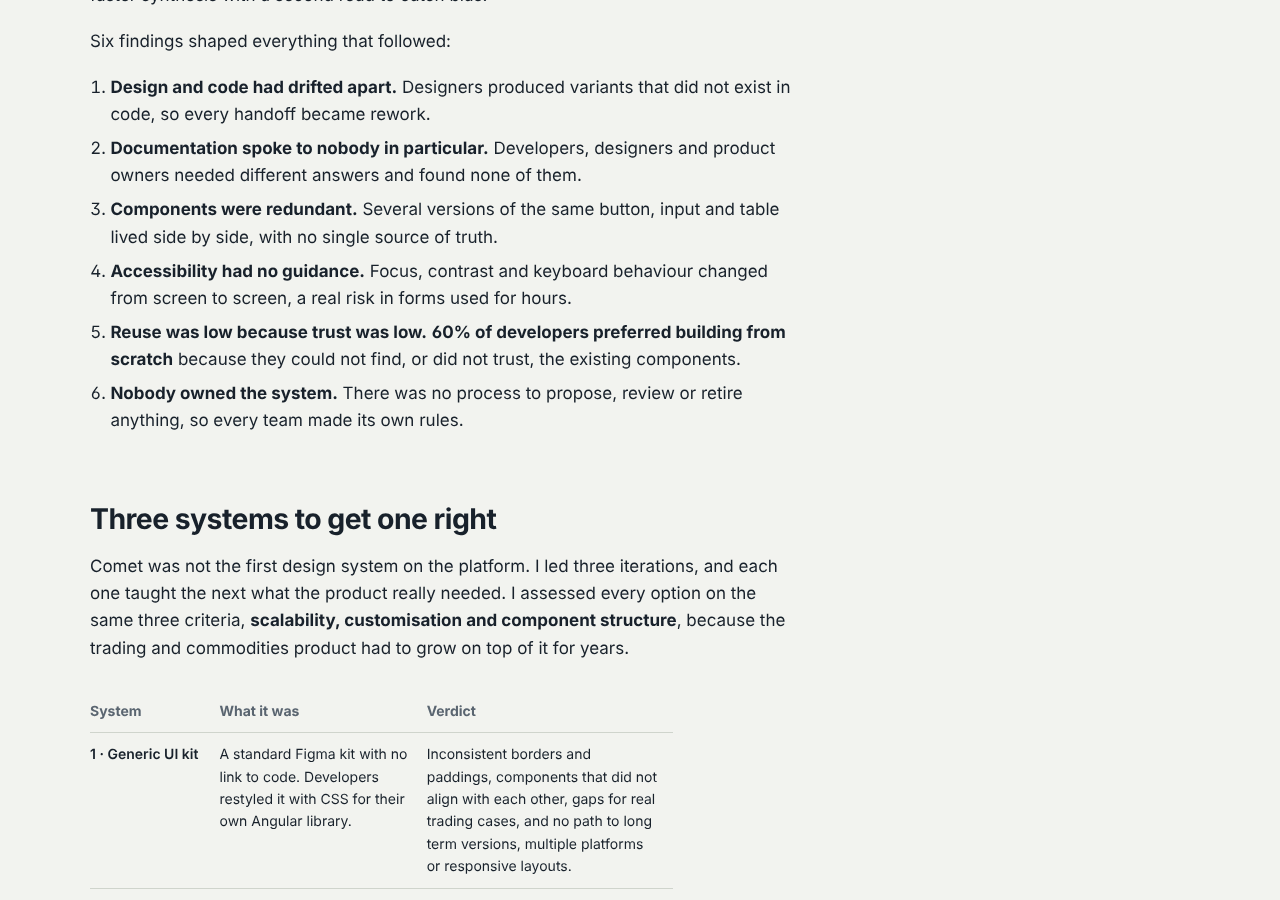 Six findings shaped everything that followed:
1. Design and code had drifted apart. Designers produced variants that did not exist in
code, so every handoff became rework.
2. Documentation spoke to nobody in particular. Developers, designers and product
owners needed different answers and found none of them.
3. Components were redundant. Several versions of the same button, input and table
lived side by side, with no single source of truth.
4. Accessibility had no guidance. Focus, contrast and keyboard behaviour changed
from screen to screen, a real risk in forms used for hours.
5. Reuse was low because trust was low. 60% of developers preferred building from
scratch because they could not find, or did not trust, the existing components.
6. Nobody owned the system. There was no process to propose, review or retire
anything, so every team made its own rules.
Three systems to get one right
Comet was not the first design system on the platform. I led three iterations, and each
one taught the next what the product really needed. I assessed every option on the
same three criteria, scalability, customisation and component structure, because the
trading and commodities product had to grow on top of it for years.
System What it was Verdict
1 · Generic UI kit
A standard Figma kit with no
link to code. Developers
restyled it with CSS for their
own Angular library.
Inconsistent borders and
paddings, components that did not
align with each other, gaps for real
trading cases, and no path to long
term versions, multiple platforms
or responsive layouts.